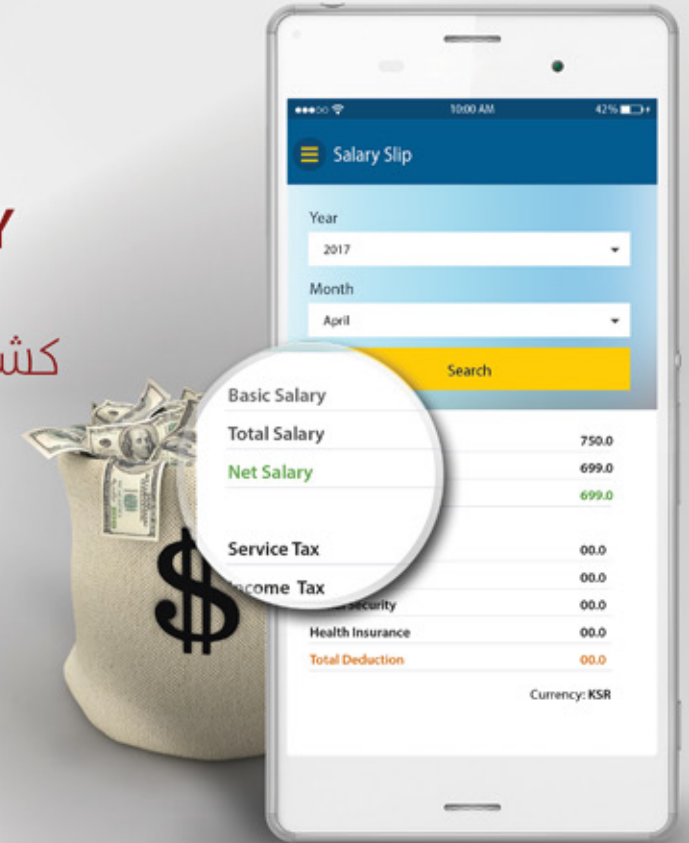 Y
كش
10:00 AM
42%
Salary Slip
Year
2017
Month
April
Search
Basic Salary
Total Salary 750.0
Net Salary 699.0
699.0
Service Tax 00.0
Income Tax 00.0
Security 00.0
Health Insurance 00.0
Total Deduction 00.0
Currency: KSR
$